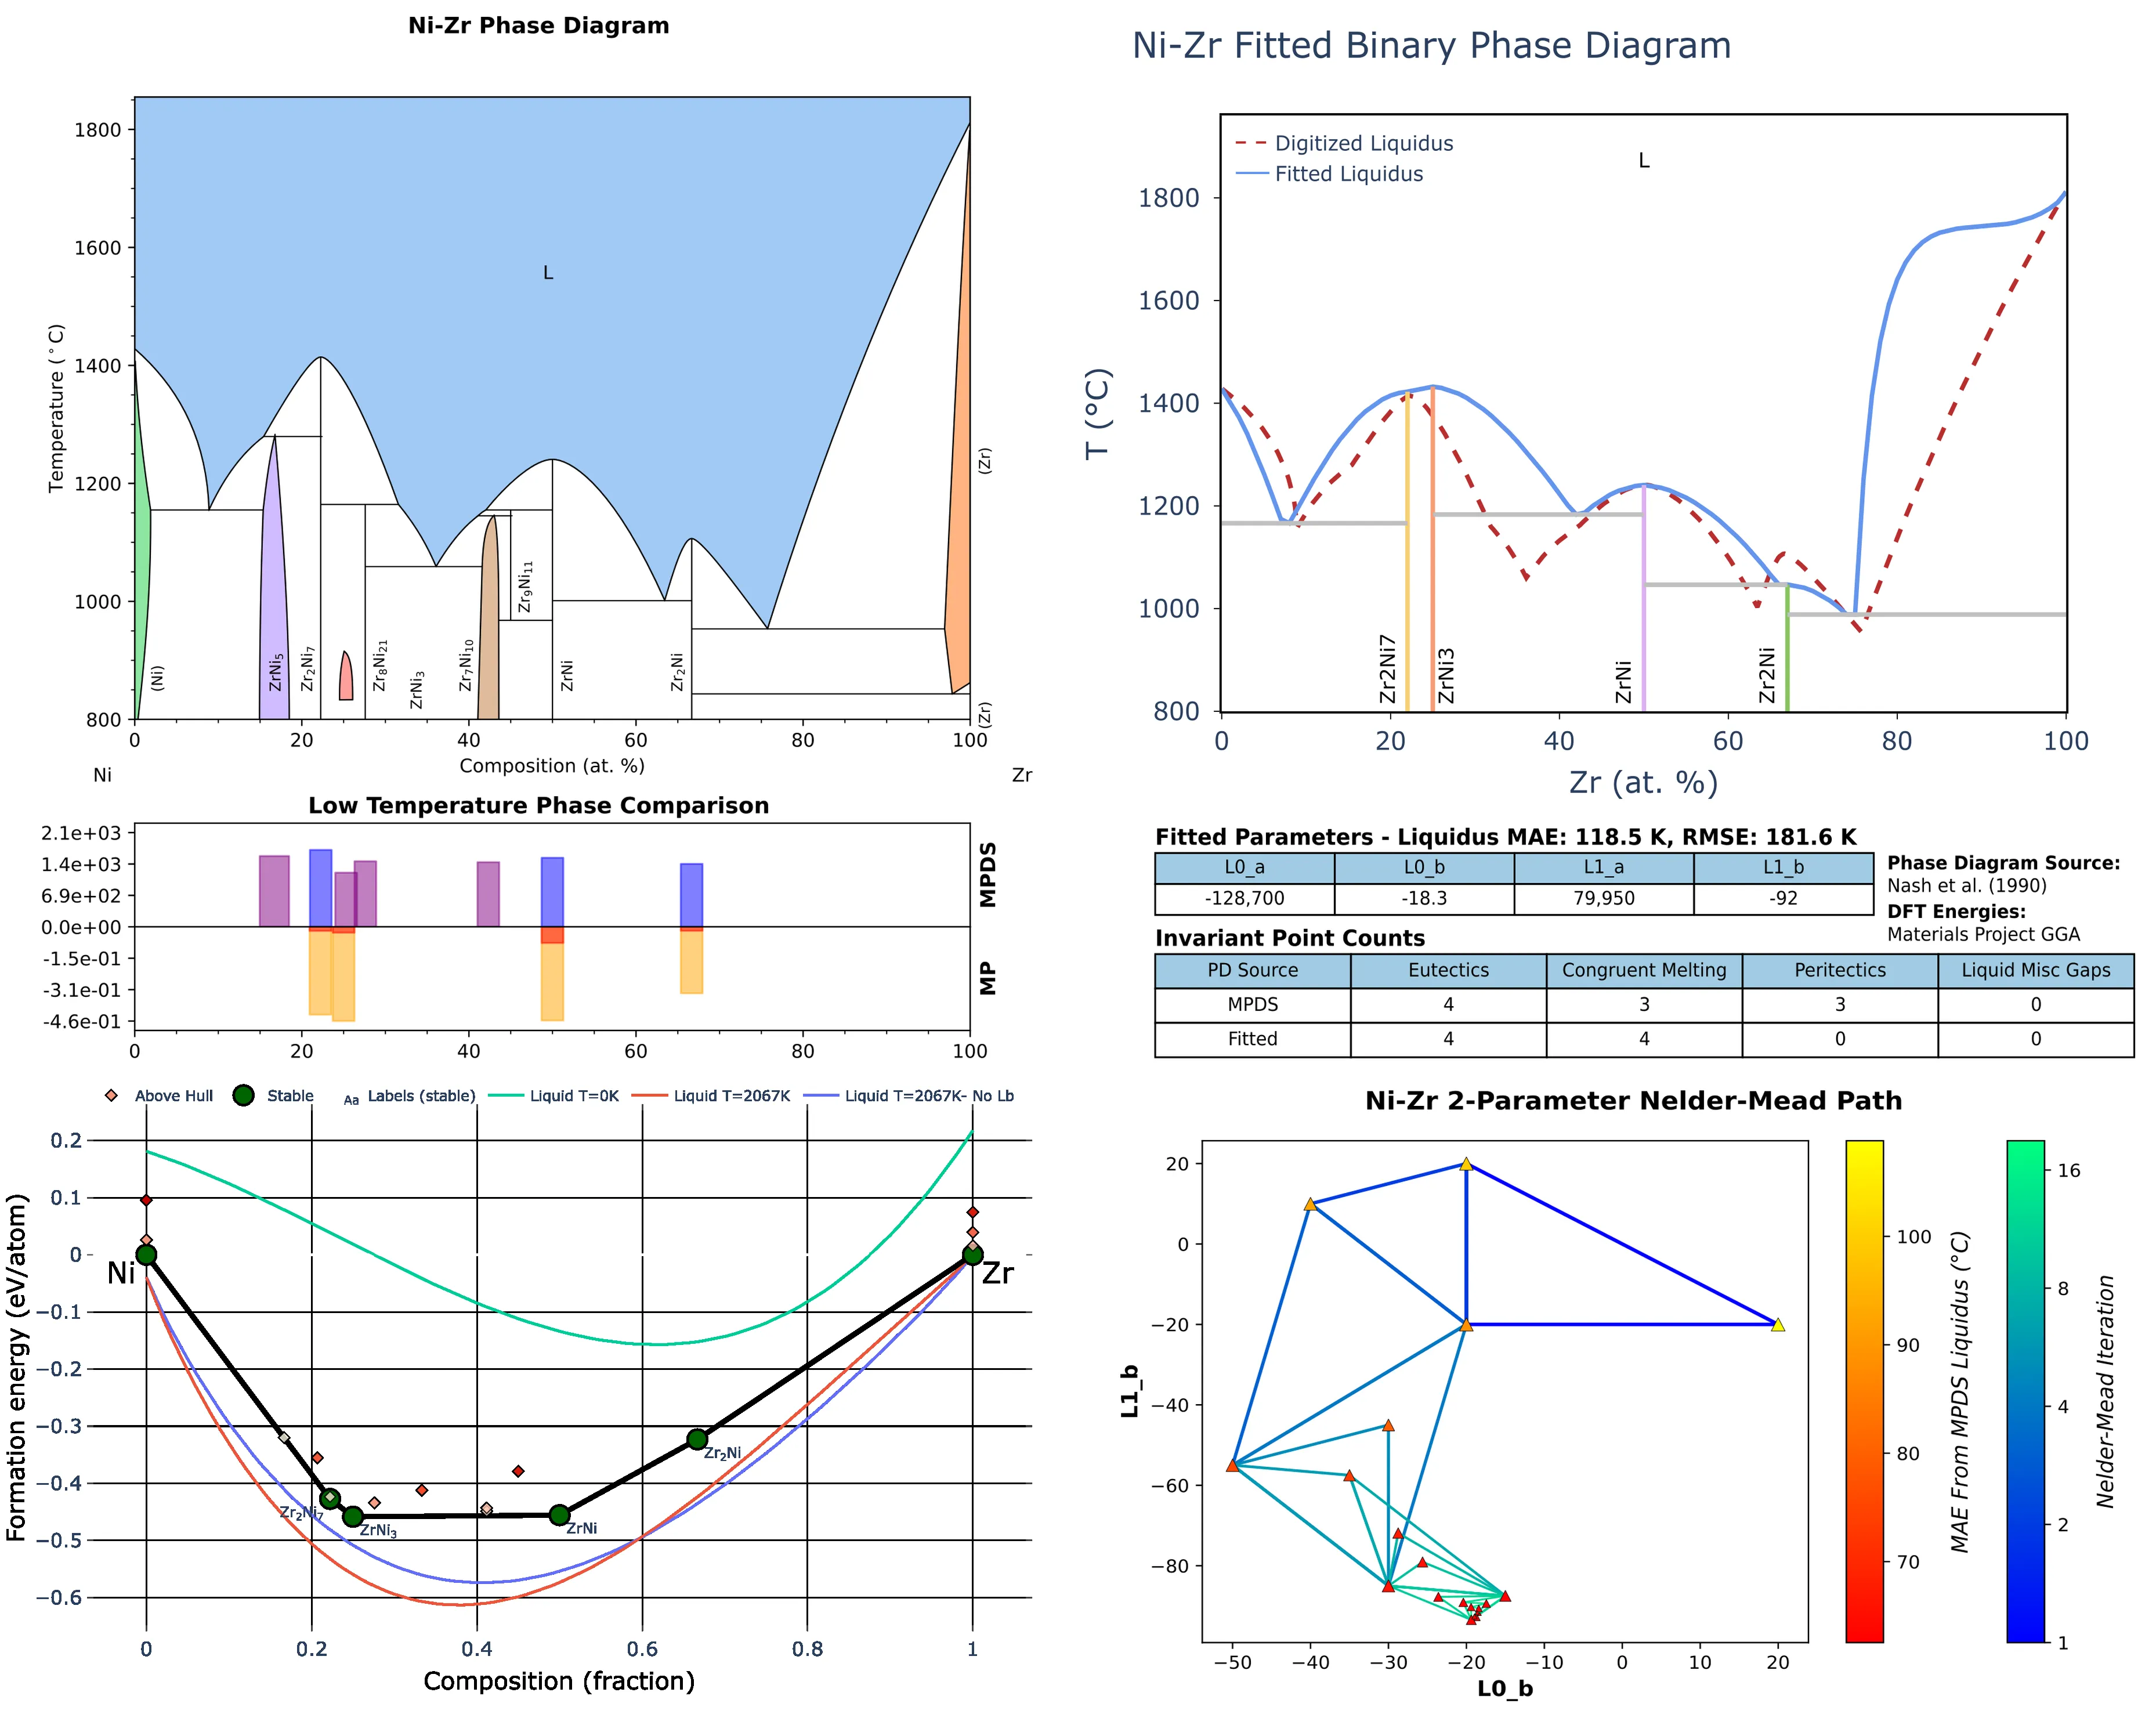 Ni-Zr Phase Diagram
Temperature (°C)
1800
1600
1400
1200
1000
800
L
(Ni)
ZrNi5
Zr2Ni7
Zr8Ni21
ZrNi3
Zr7Ni10
Zr9Ni11
ZrNi
Zr2Ni
(Zr)
(Zr)
0 20 40 60 80 100
Composition (at. %)
Ni Zr
Low Temperature Phase Comparison
2.1e+03
1.4e+03
6.9e+02
0.0e+00
-1.5e-01
-3.1e-01
-4.6e-01
MPDS
MP
0 20 40 60 80 100
Above Hull Stable Aa Labels (stable) Liquid T=0K Liquid T=2067K Liquid T=2067K- No Lb
Formation energy (eV/atom)
0.2
0.1
0
−0.1
−0.2
−0.3
−0.4
−0.5
−0.6
Ni
Zr
Zr2Ni7
ZrNi3
ZrNi
Zr2Ni
0 0.2 0.4 0.6 0.8 1
Composition (fraction)
Ni-Zr Fitted Binary Phase Diagram
Digitized Liquidus
Fitted Liquidus
L
T (°C)
1800
1600
1400
1200
1000
800
Zr2Ni7
ZrNi3
ZrNi
Zr2Ni
0 20 40 60 80 100
Zr (at. %)
Fitted Parameters - Liquidus MAE: 118.5 K, RMSE: 181.6 K
L0_a L0_b L1_a L1_b
-128,700 -18.3 79,950 -92
Phase Diagram Source:
Nash et al. (1990)
DFT Energies:
Materials Project GGA
Invariant Point Counts
PD Source Eutectics Congruent Melting Peritectics Liquid Misc Gaps
MPDS 4 3 3 0
Fitted 4 4 0 0
Ni-Zr 2-Parameter Nelder-Mead Path
L1_b
20
0
−20
−40
−60
−80
−50 −40 −30 −20 −10 0 10 20
L0_b
100
90
80
70
MAE From MPDS Liquidus (°C)
16
8
4
2
1
Nelder-Mead Iteration